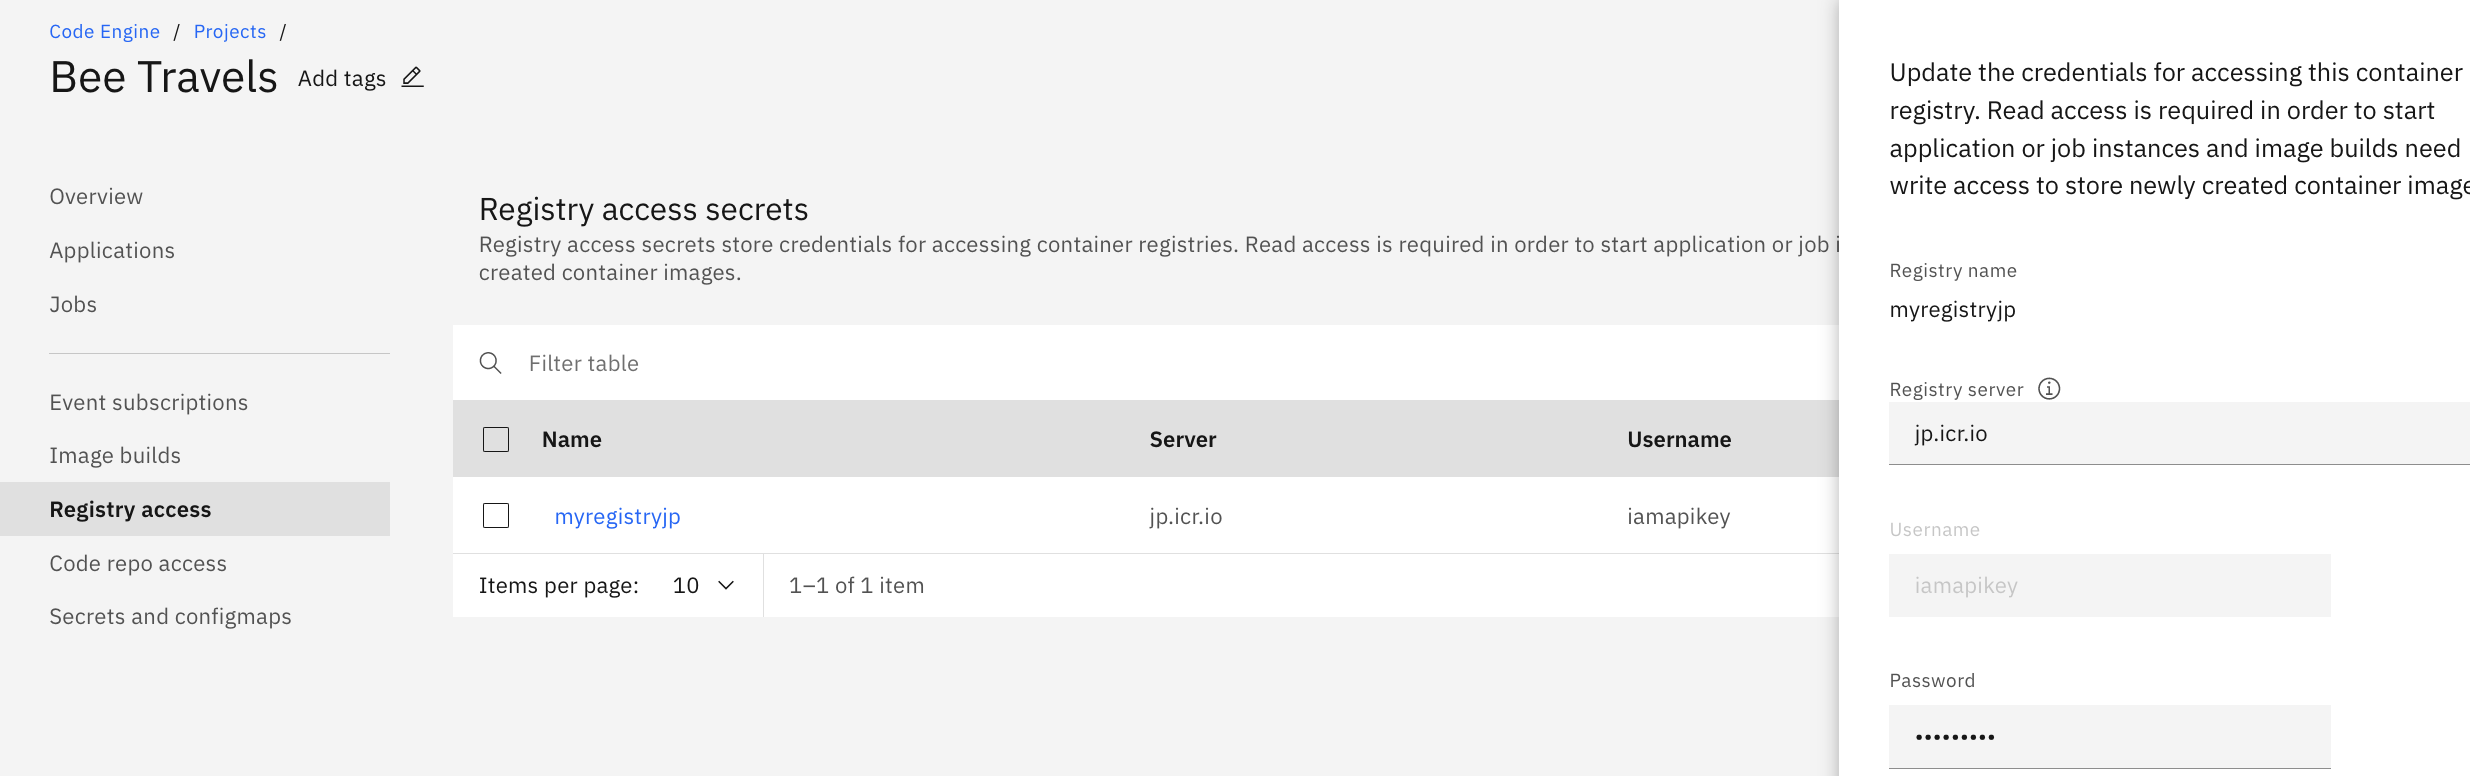 Code Engine / Projects /
Bee Travels Add tags
Overview
Applications
Jobs
Event subscriptions
Image builds
Registry access
Code repo access
Secrets and configmaps
Registry access secrets
Registry access secrets store credentials for accessing container registries. Read access is required in order to start application or job i
created container images.
Filter table
Name Server Username
myregistryjp jp.icr.io iamapikey
Items per page: 10 1–1 of 1 item
Update the credentials for accessing this container
registry. Read access is required in order to start
application or job instances and image builds need
write access to store newly created container image
Registry name
myregistryjp
Registry server
jp.icr.io
Username
iamapikey
Password
•••••••••